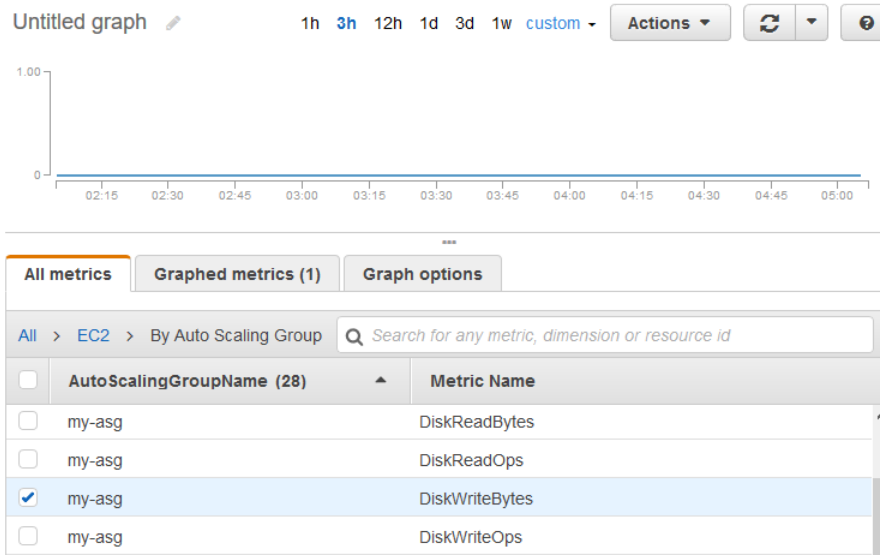 Untitled graph 1h 3h 12h 1d 3d 1w custom Actions
1.00
0
02:15 02:30 02:45 03:00 03:15 03:30 03:45 04:00 04:15 04:30 04:45 05:00
All metrics Graphed metrics (1) Graph options
All > EC2 > By Auto Scaling Group Search for any metric, dimension or resource id
AutoScalingGroupName (28) Metric Name
my-asg DiskReadBytes
my-asg DiskReadOps
my-asg DiskWriteBytes
my-asg DiskWriteOps